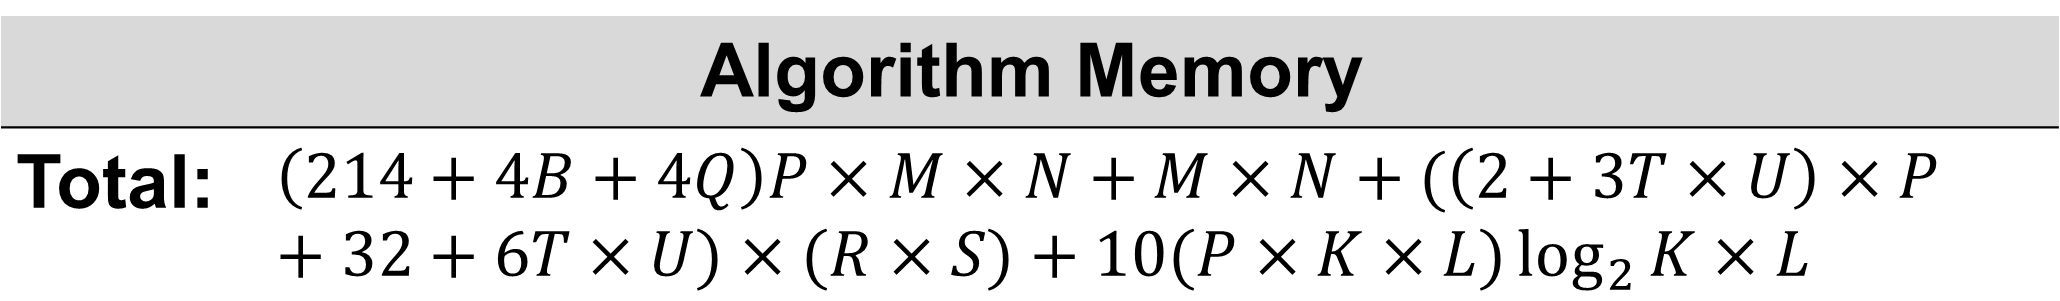 Algorithm Memory
Total: (214 + 4B + 4Q)P × M × N + M × N + ((2 + 3T × U) × P
+ 32 + 6T × U) × (R × S) + 10(P × K × L) log₂ K × L